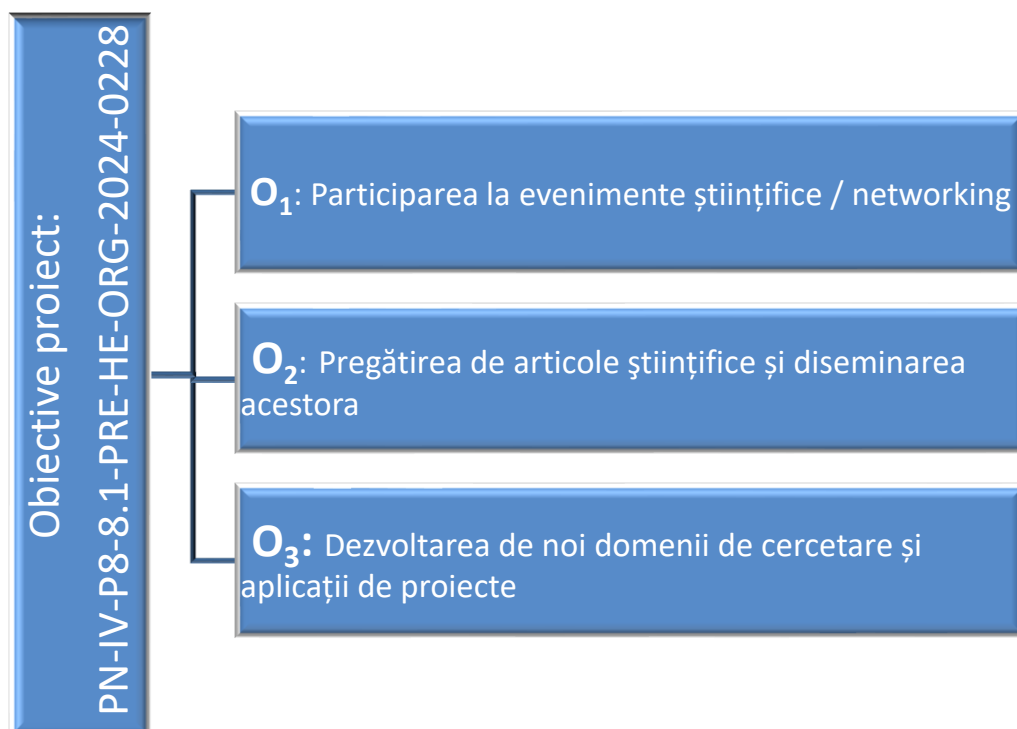 Obiective proiect:
PN-IV-P8-8.1-PRE-HE-ORG-2024-0228
O₁: Participarea la evenimente științifice / networking
O₂: Pregătirea de articole ştiințifice și diseminarea
acestora
O₃: Dezvoltarea de noi domenii de cercetare și
aplicații de proiecte